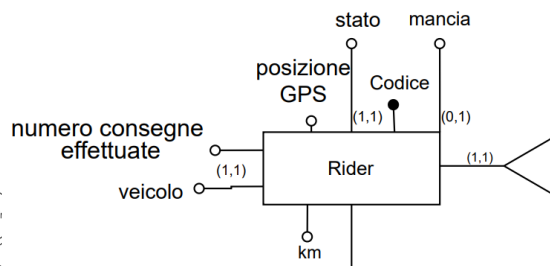 stato
mancia
posizione
GPS
Codice
(1,1)
(0,1)
numero consegne
effettuate
(1,1)
Rider
(1,1)
veicolo
km